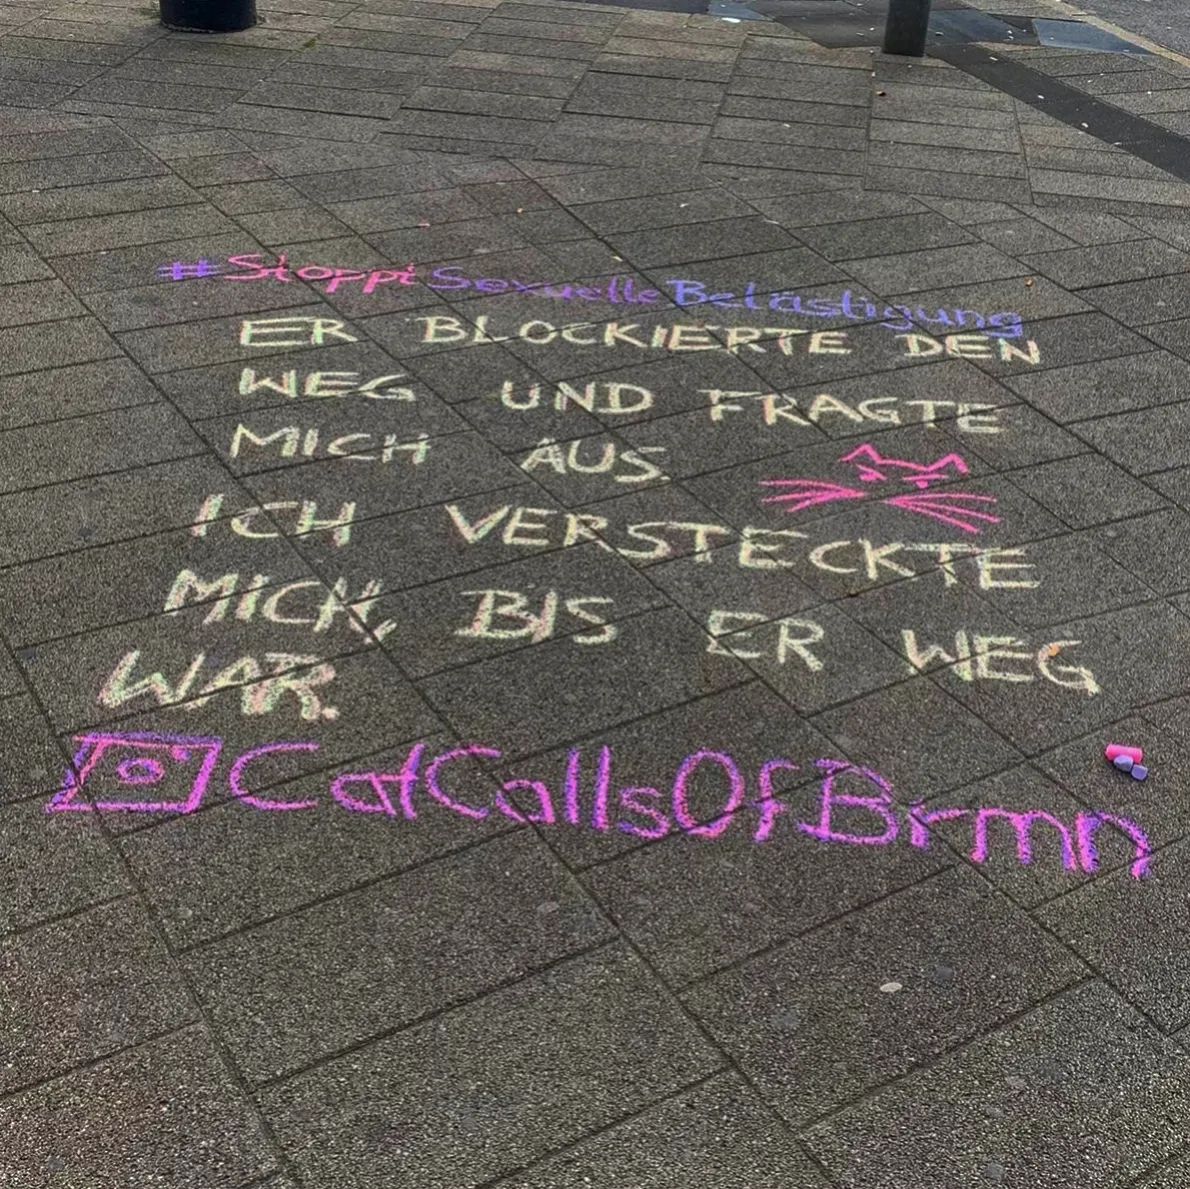 #StopptSexuelleBelästigung
ER BLOCKIERTE DEN
WEG UND FRAGTE
MICH AUS.
ICH VERSTECKTE
MICH, BIS ER WEG
WAR.
CatCallsOfBrmn